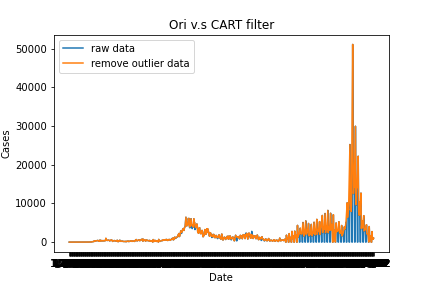 Ori v.s CART filter
raw data
remove outlier data
50000
40000
30000
20000
10000
0
Cases
Date